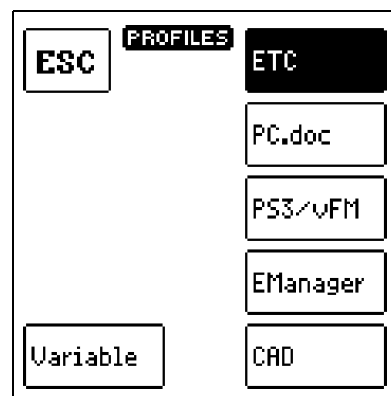 ESC
PROFILES
ETC
PC.doc
PS3/vFM
EManager
Variable
CAD